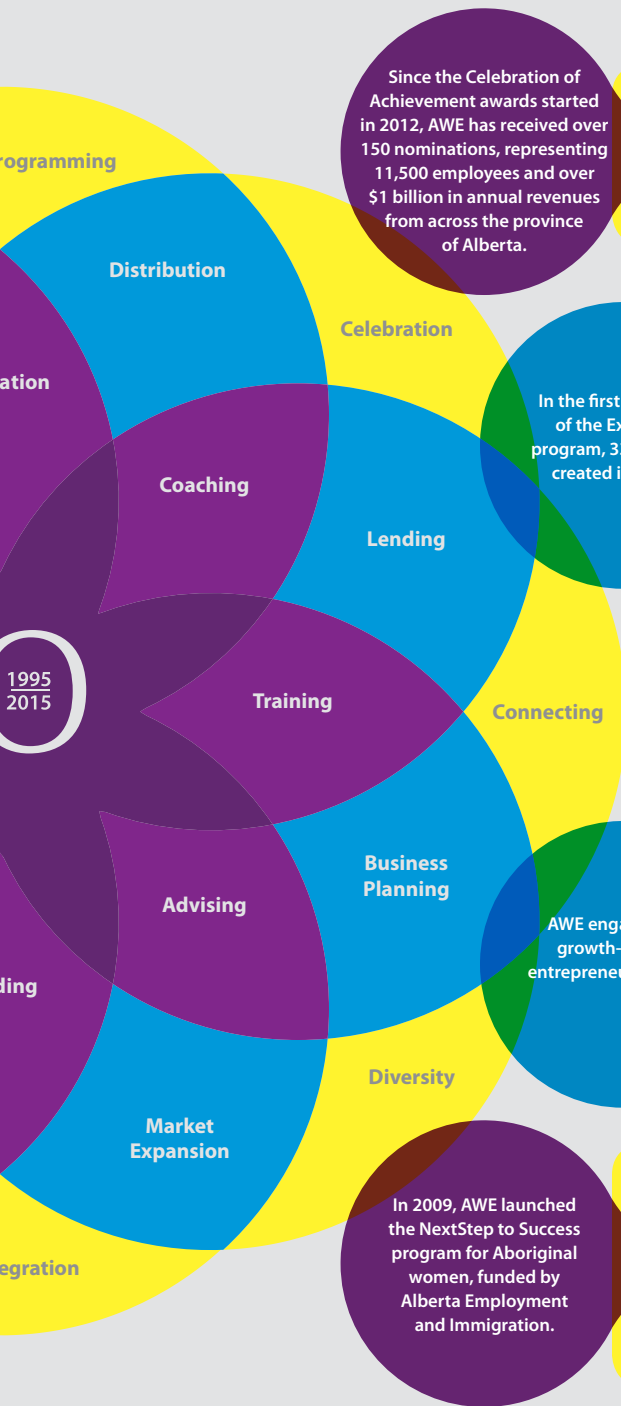 Since the Celebration of
Achievement awards started
in 2012, AWE has received over
150 nominations, representing
11,500 employees and over
$1 billion in annual revenues
from across the province
of Alberta.
rogramming
Distribution
Celebration
ation
In the first
of the Ex
program, 3
created i
Coaching
Lending
0
1995
2015
Training
Connecting
Business
Planning
Advising
AWE enga
growth-
entrepreneu
ding
Diversity
Market
Expansion
In 2009, AWE launched
the NextStep to Success
program for Aboriginal
women, funded by
Alberta Employment
and Immigration.
egration